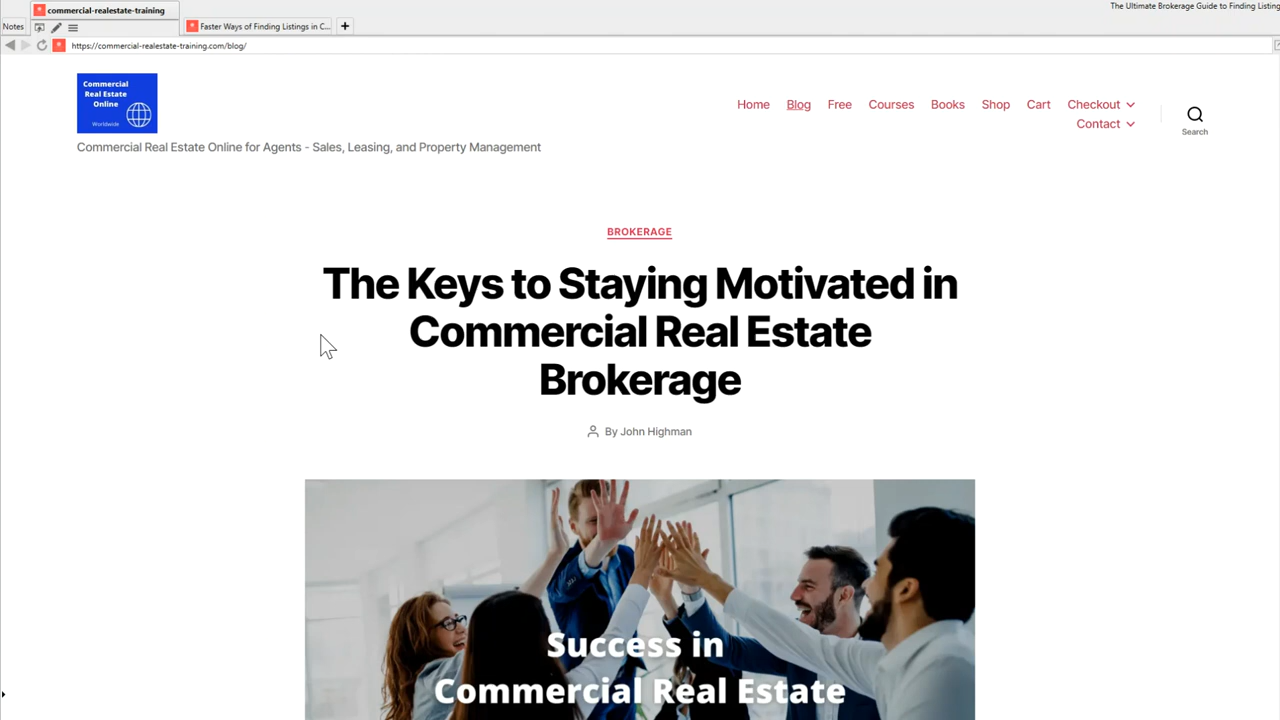 commercial-realestate-training
The Ultimate Brokerage Guide to Finding Listing
Notes
Faster Ways of Finding Listings in C...
https://commercial-realestate-training.com/blog/
Commercial
Real Estate
Online
Worldwide
Home Blog Free Courses Books Shop Cart Checkout
Contact
Search
Commercial Real Estate Online for Agents - Sales, Leasing, and Property Management
BROKERAGE
The Keys to Staying Motivated in
Commercial Real Estate
Brokerage
By John Highman
Success in
Commercial Real Estate